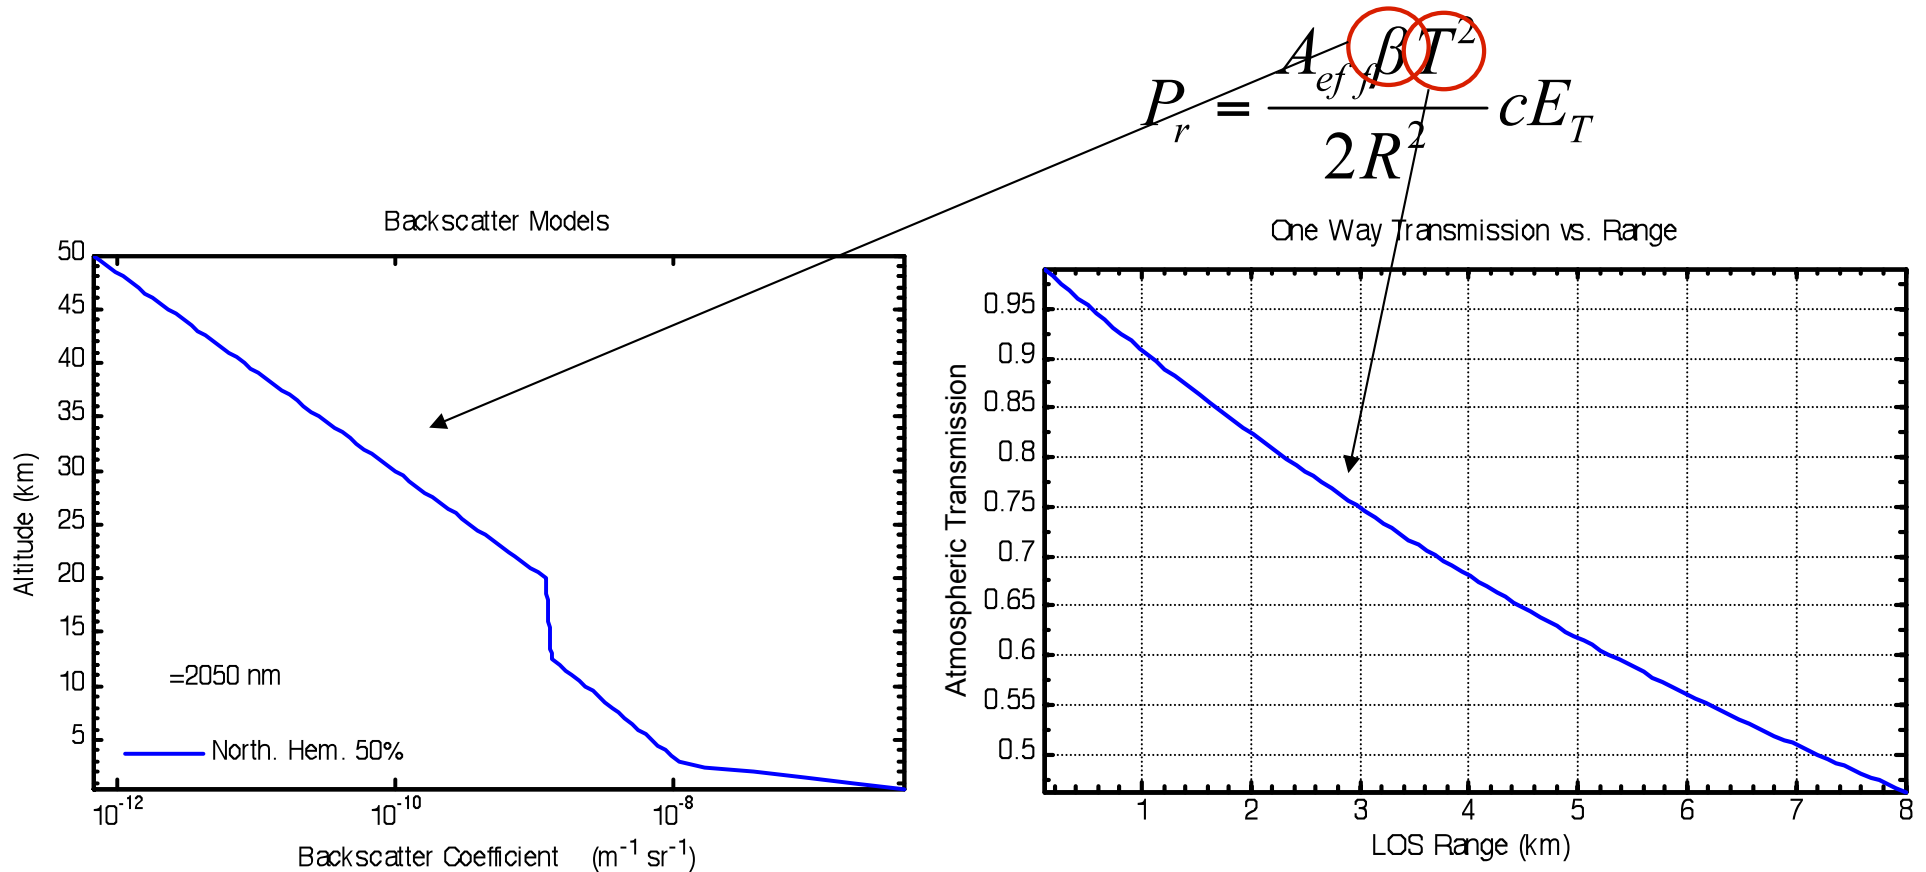 P_r = A_eff β T^2 / 2R^2 cE_T
Backscatter Models
50
45
40
35
30
25
20
15
10
5
Altitude (km)
=2050 nm
North. Hem. 50%
10^-12 10^-10 10^-8
Backscatter Coefficient (m^-1 sr^-1)
One Way Transmission vs. Range
0.95
0.9
0.85
0.8
0.75
0.7
0.65
0.6
0.55
0.5
Atmospheric Transmission
1 2 3 4 5 6 7 8
LOS Range (km)